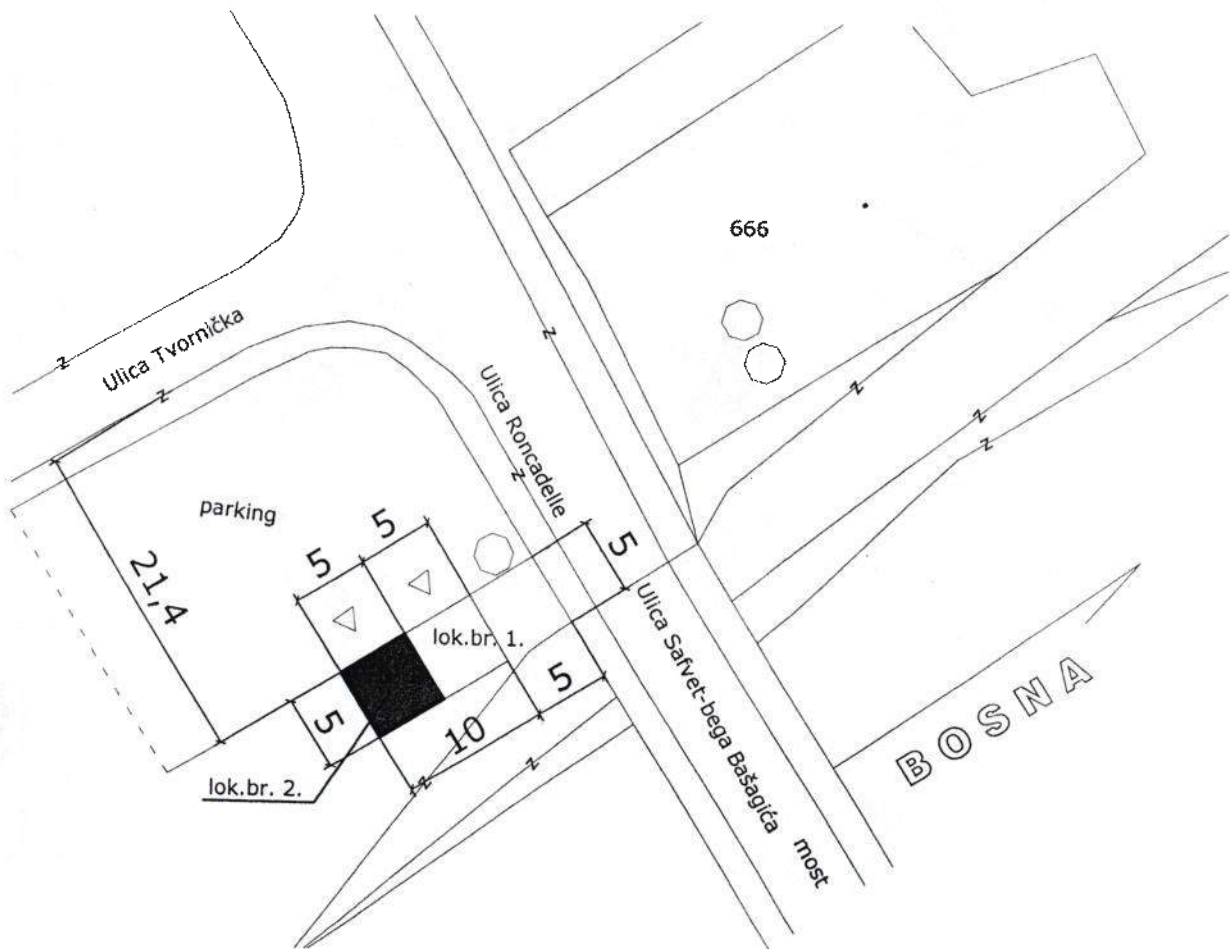 666
Ulica Tvornička
Ulica Roncadelle
parking
5
5
5
21,4
lok.br. 1.
5
5
10
lok.br. 2.
Ulica Safvet-bega Bašagića most
BOSNA
z
z
z
z
z
z
z
z
z